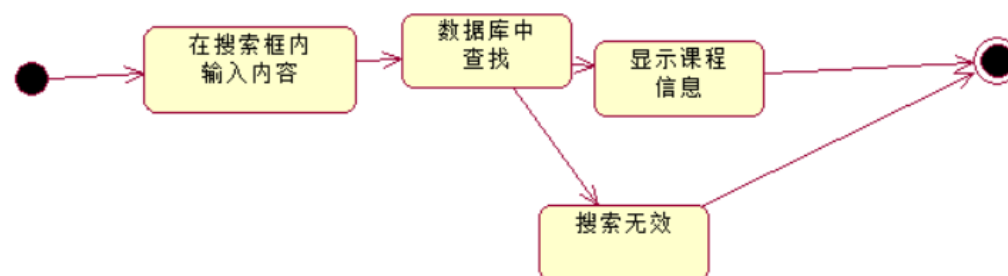 在搜索框内
输入内容
数据库中
查找
显示课程
信息
搜索无效